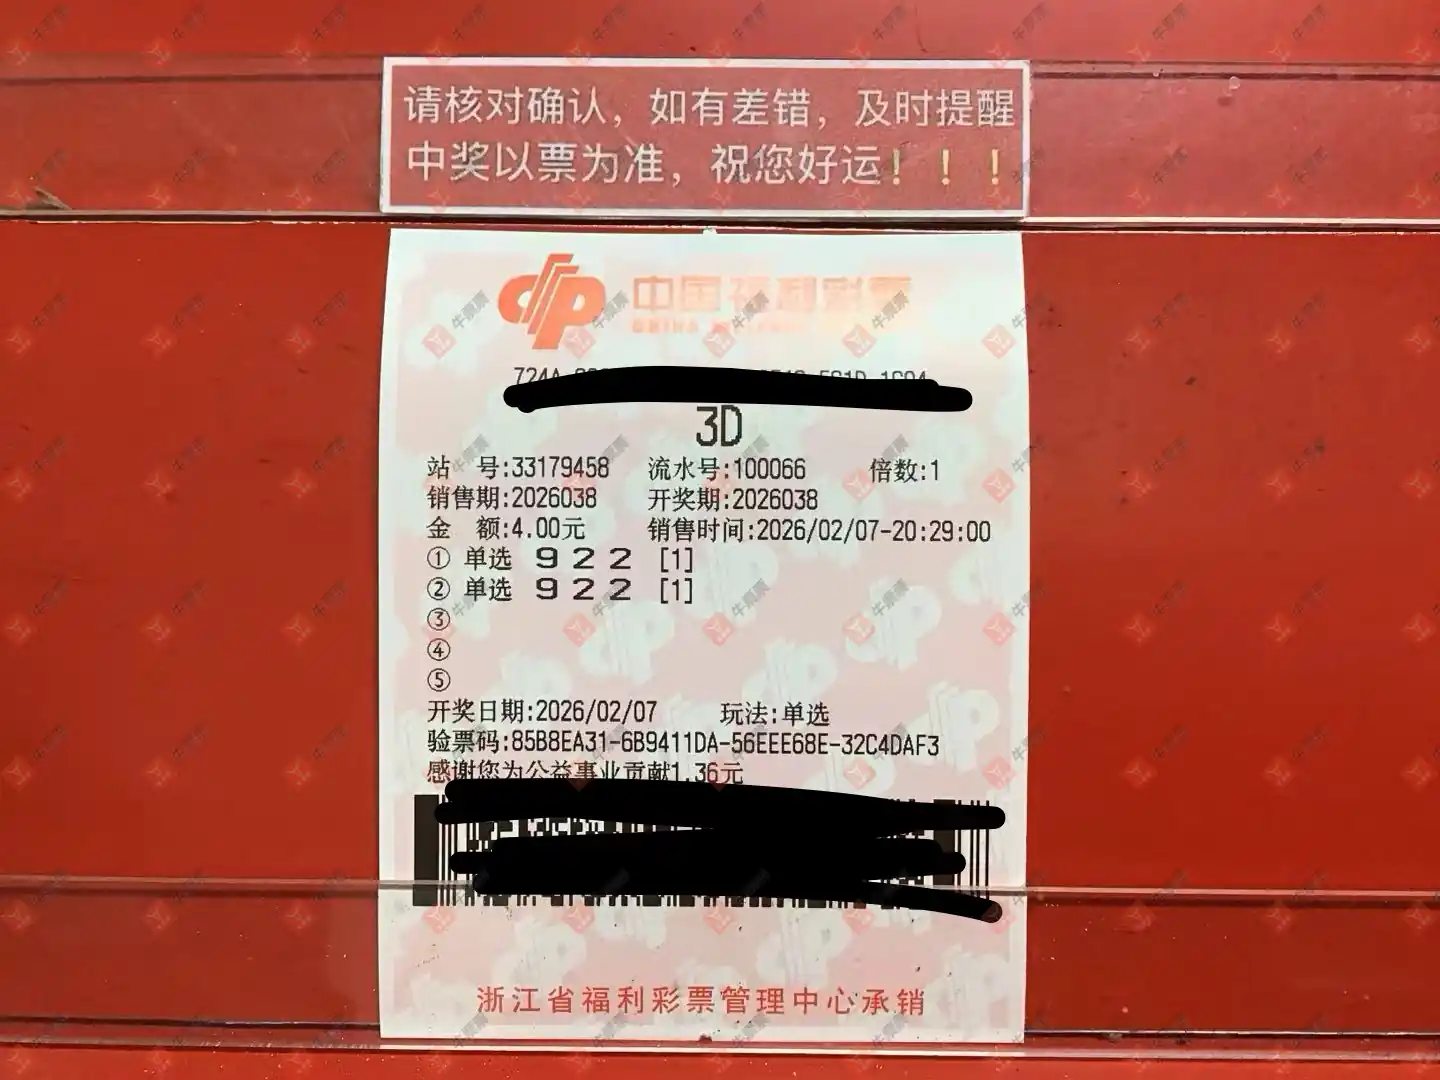 请核对确认，如有差错，及时提醒
中奖以票为准，祝您好运！！！
中国福利彩票
3D
站 号:33179458 流水号:100066 倍数:1
销售期:2026038 开奖期:2026038
金 额:4.00元 销售时间:2026/02/07-20:29:00
① 单选 922 [1]
② 单选 922 [1]
③
④
⑤
开奖日期:2026/02/07 玩法:单选
验票码:85B8EA31-6B9411DA-56EEE68E-32C4DAF3
感谢您为公益事业贡献1.36元
浙江省福利彩票管理中心承销